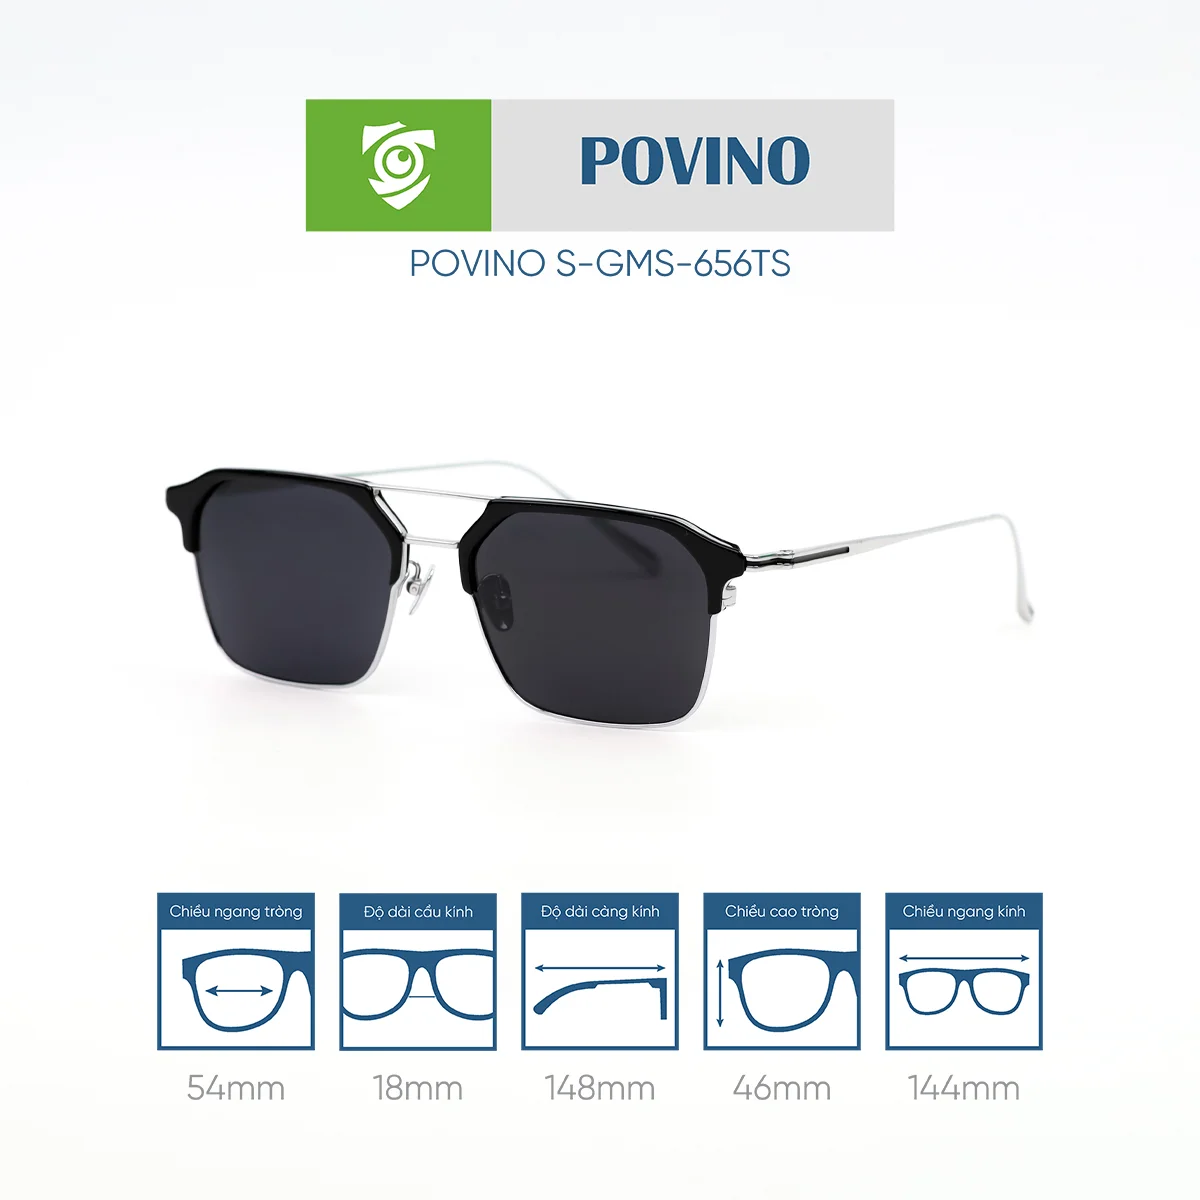 POVINO
POVINO S-GMS-656TS
Chiều ngang tròng
Độ dài cầu kính
Độ dài càng kính
Chiều cao tròng
Chiều ngang kính
54mm
18mm
148mm
46mm
144mm